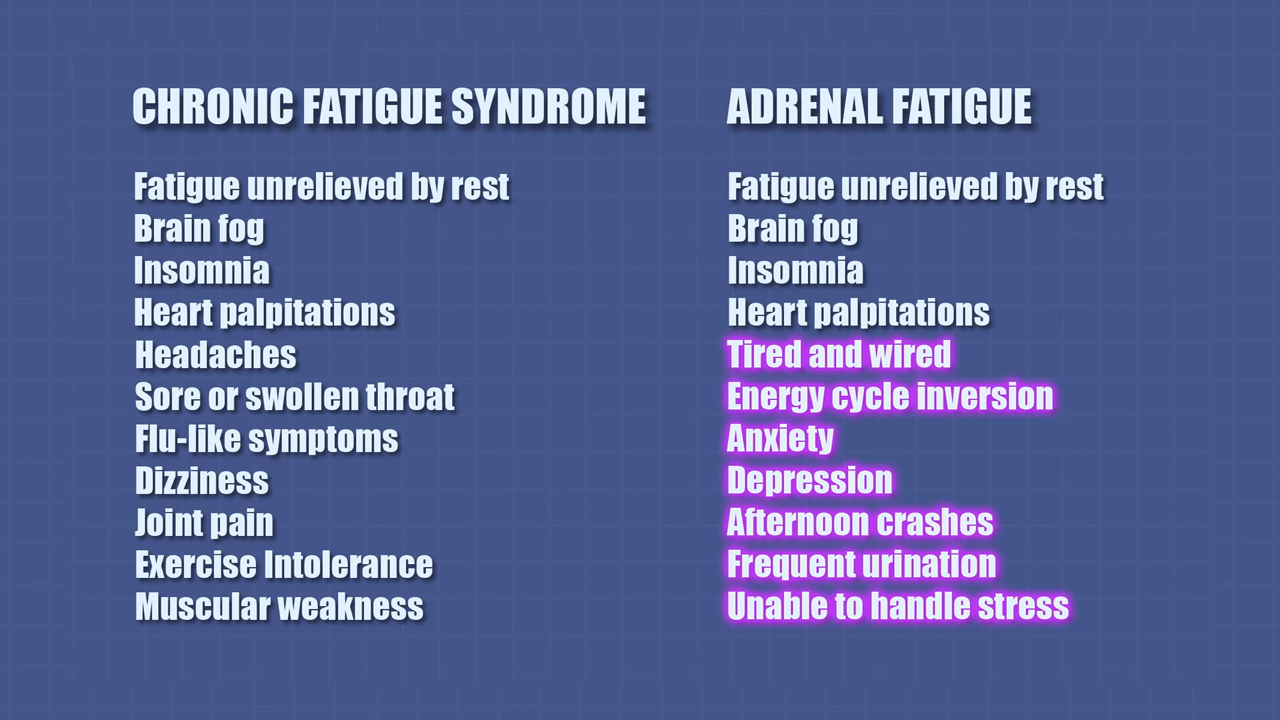 CHRONIC FATIGUE SYNDROME
Fatigue unrelieved by rest
Brain fog
Insomnia
Heart palpitations
Headaches
Sore or swollen throat
Flu-like symptoms
Dizziness
Joint pain
Exercise Intolerance
Muscular weakness
ADRENAL FATIGUE
Fatigue unrelieved by rest
Brain fog
Insomnia
Heart palpitations
Tired and wired
Energy cycle inversion
Anxiety
Depression
Afternoon crashes
Frequent urination
Unable to handle stress